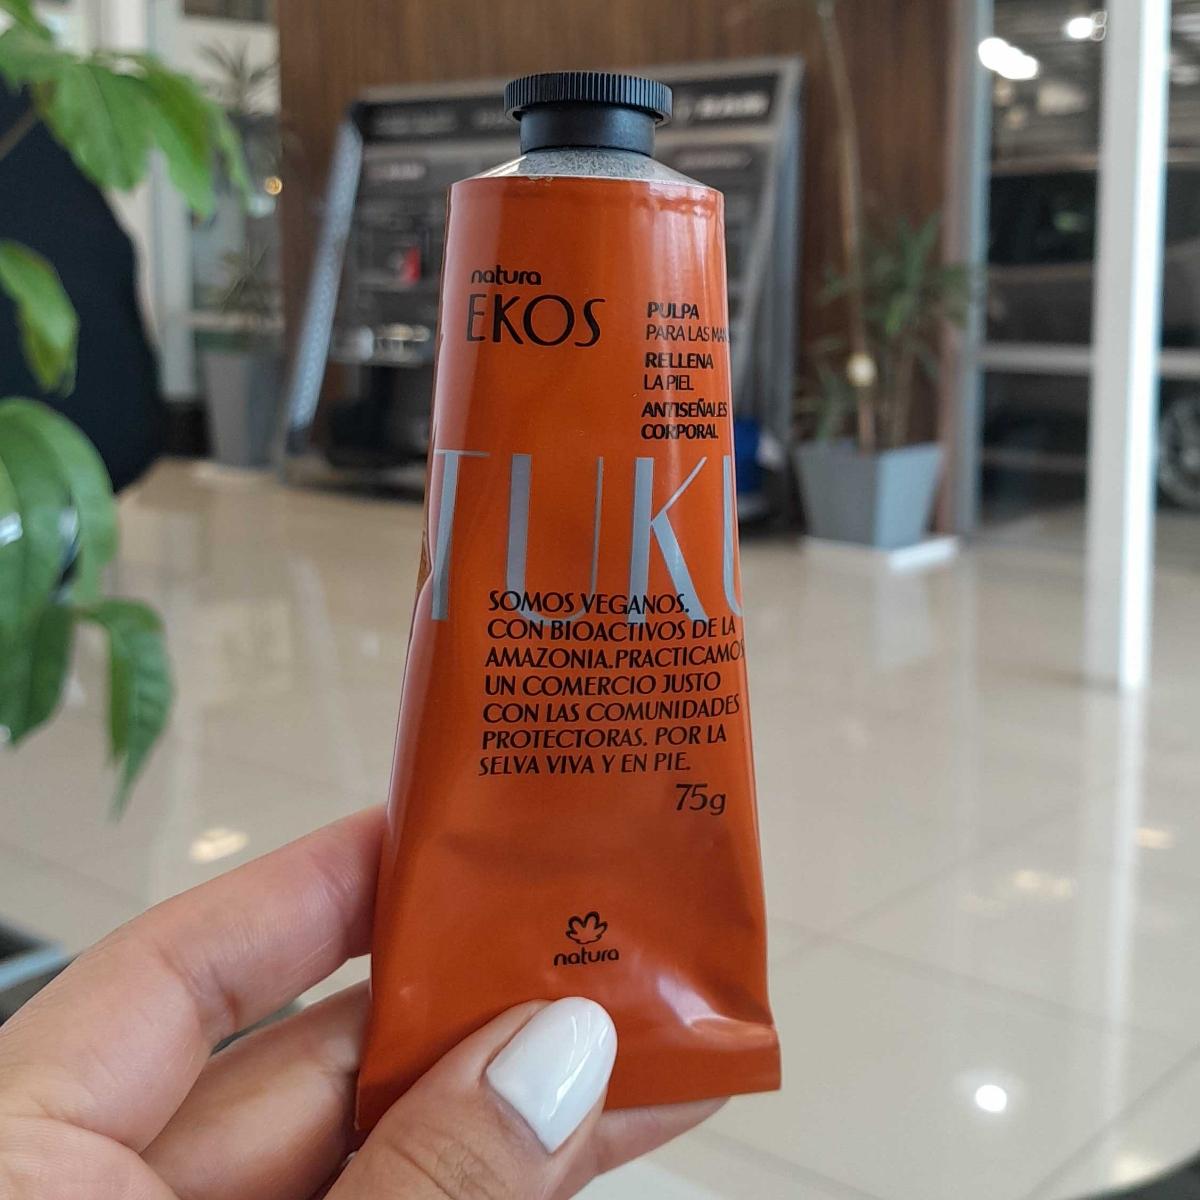 natura
EKOS
PULPA
PARA LAS
RELLENA
LA PIEL
ANTISEÑALES
CORPORAL
TUKU
SOMOS VEGANOS.
CON BIOACTIVOS DE LA
AMAZONIA.PRACTICAMOS
UN COMERCIO JUSTO
CON LAS COMUNIDADES
PROTECTORAS. POR LA
SELVA VIVA Y EN PIE.
75g
natura
RAM